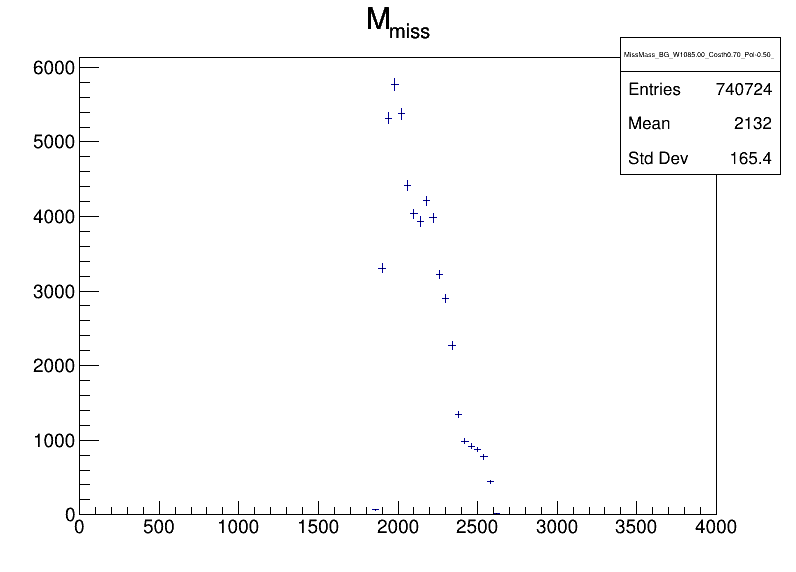 M_miss
MissMass_BG_W1085.00_Costh0.70_Pol-0.50_
Entries 740724
Mean 2132
Std Dev 165.4
6000
5000
4000
3000
2000
1000
0
0 500 1000 1500 2000 2500 3000 3500 4000